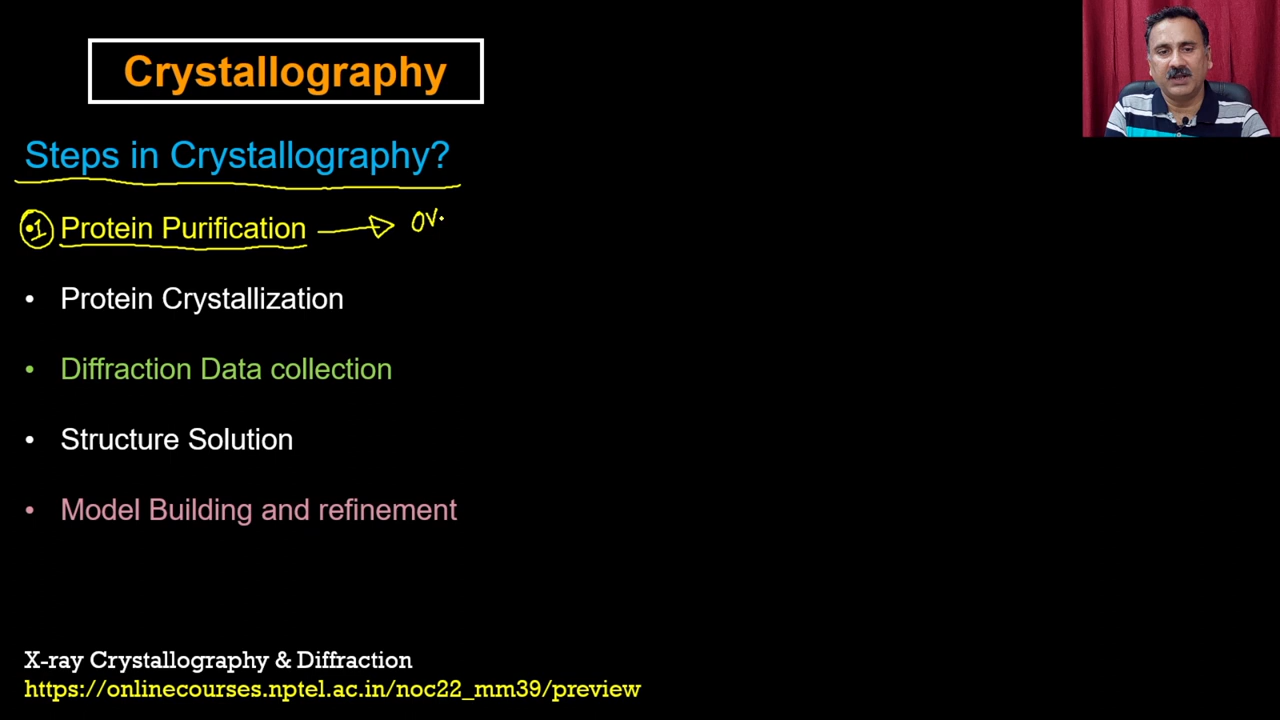 Crystallography
Steps in Crystallography?
• 1 Protein Purification → ov.
• Protein Crystallization
• Diffraction Data collection
• Structure Solution
• Model Building and refinement
X-ray Crystallography & Diffraction
https://onlinecourses.nptel.ac.in/noc22_mm39/preview